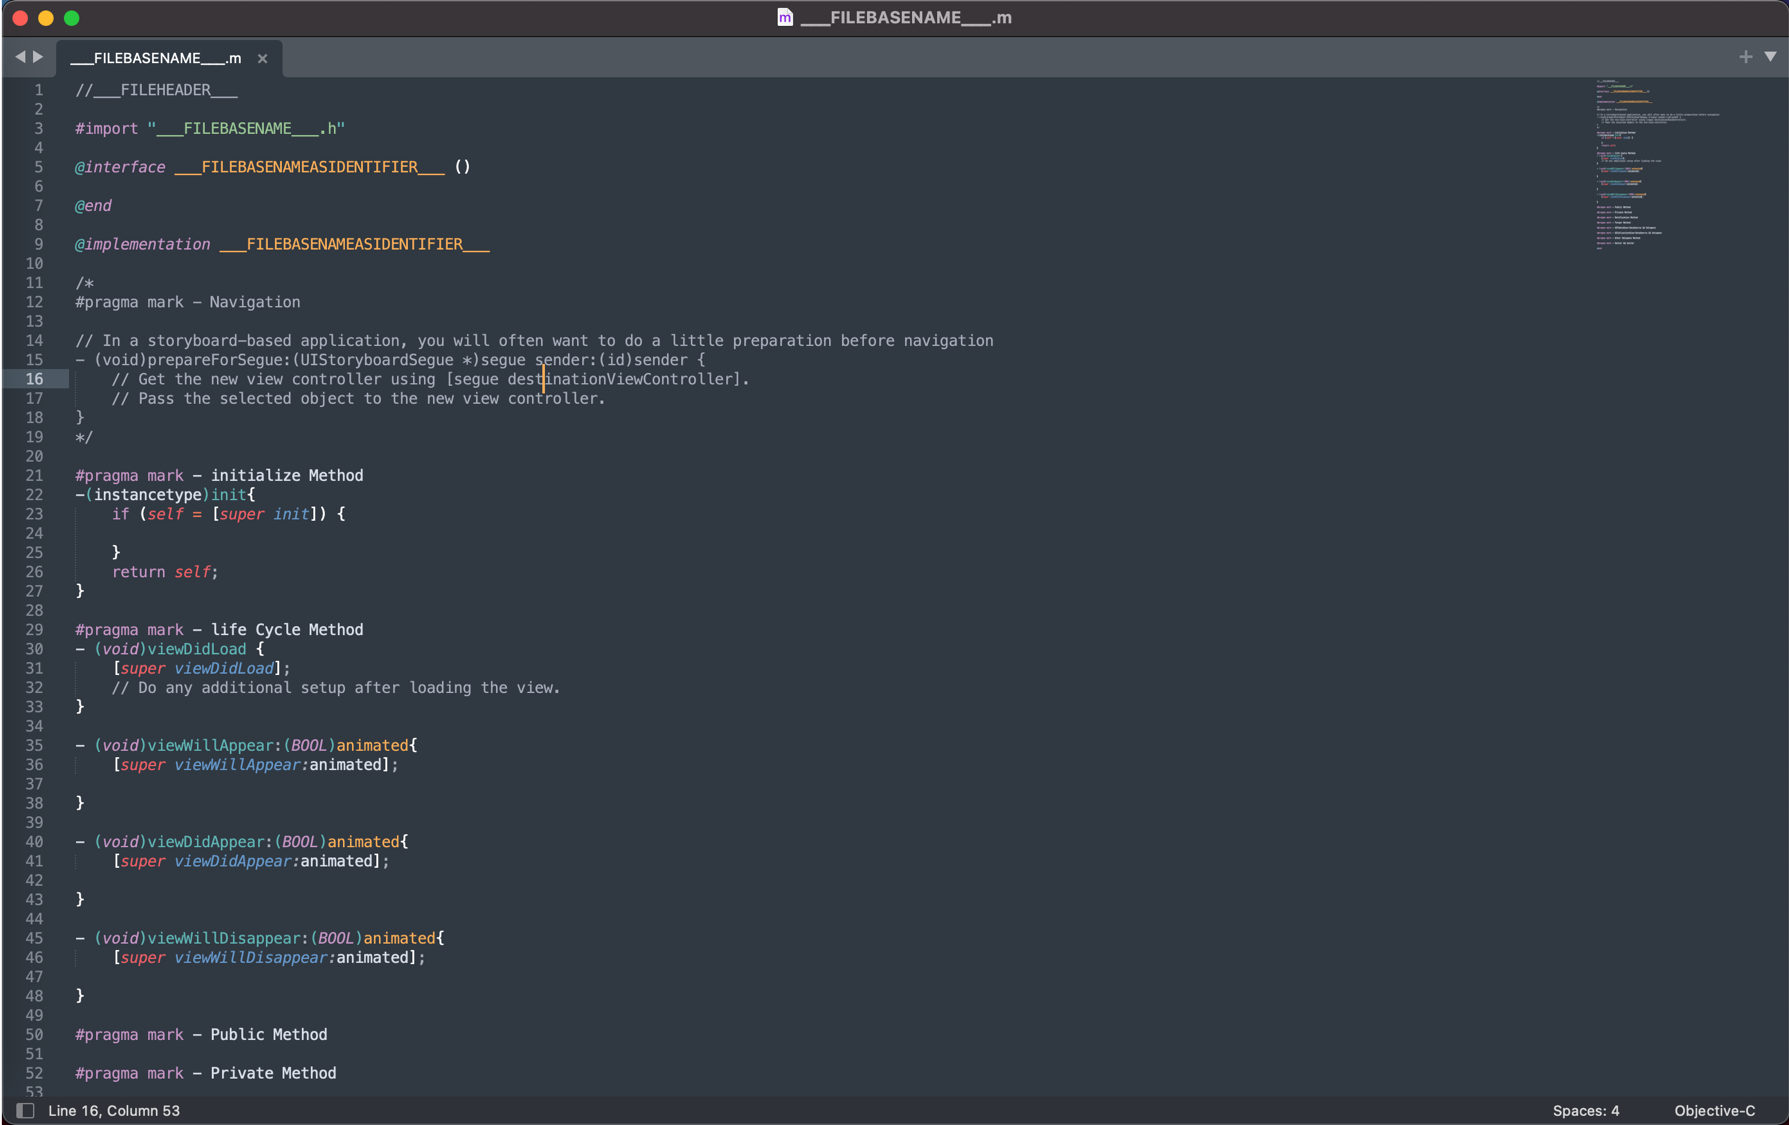 ___FILEBASENAME___.m
___FILEBASENAME___.m ×
1 //___FILEHEADER___
2
3 #import "___FILEBASENAME___.h"
4
5 @interface ___FILEBASENAMEASIDENTIFIER___ ()
6
7 @end
8
9 @implementation ___FILEBASENAMEASIDENTIFIER___
10
11 /*
12 #pragma mark - Navigation
13
14 // In a storyboard-based application, you will often want to do a little preparation before navigation
15 - (void)prepareForSegue:(UIStoryboardSegue *)segue sender:(id)sender {
16     // Get the new view controller using [segue destinationViewController].
17     // Pass the selected object to the new view controller.
18 }
19 */
20
21 #pragma mark - initialize Method
22 -(instancetype)init{
23     if (self = [super init]) {
24
25     }
26     return self;
27 }
28
29 #pragma mark - life Cycle Method
30 - (void)viewDidLoad {
31     [super viewDidLoad];
32     // Do any additional setup after loading the view.
33 }
34
35 - (void)viewWillAppear:(BOOL)animated{
36     [super viewWillAppear:animated];
37
38 }
39
40 - (void)viewDidAppear:(BOOL)animated{
41     [super viewDidAppear:animated];
42
43 }
44
45 - (void)viewWillDisappear:(BOOL)animated{
46     [super viewWillDisappear:animated];
47
48 }
49
50 #pragma mark - Public Method
51
52 #pragma mark - Private Method
53
Line 16, Column 53
Spaces: 4
Objective-C